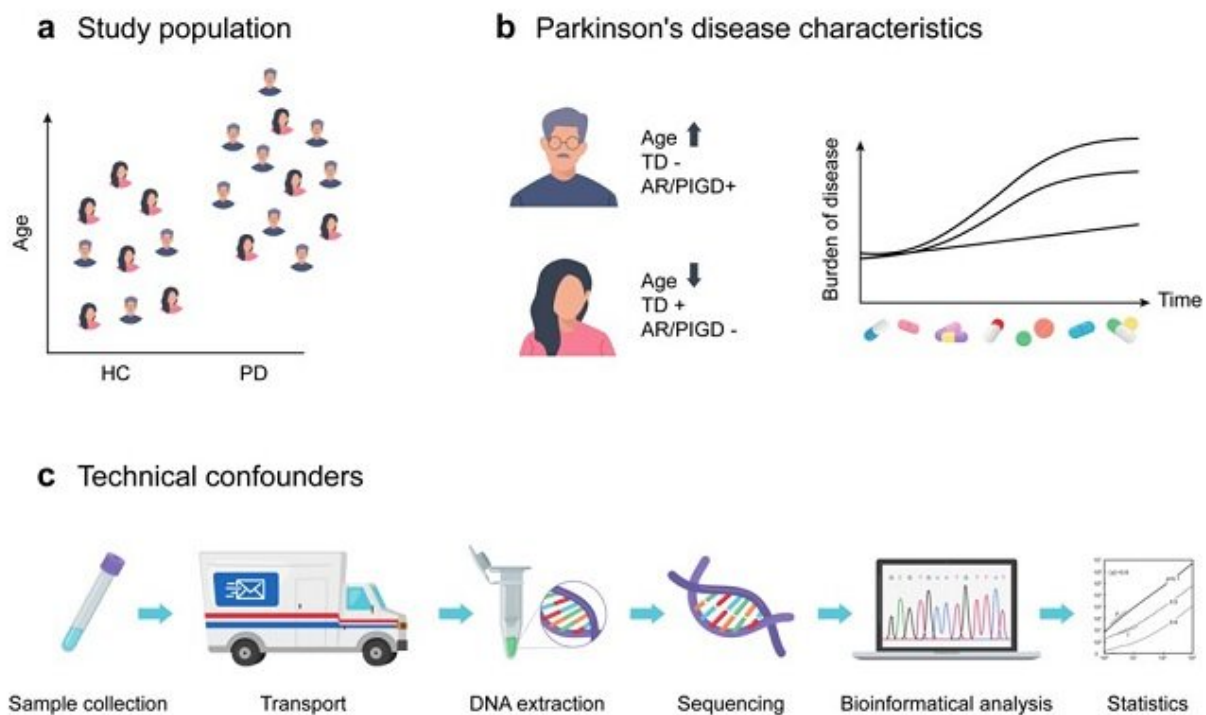 a Study population
Age
HC
PD
b Parkinson's disease characteristics
Age
TD -
AR/PIGD+
Age
TD +
AR/PIGD -
Burden of disease
Time
c Technical confounders
Sample collection
Transport
DNA extraction
Sequencing
Bioinformatical analysis
Statistics